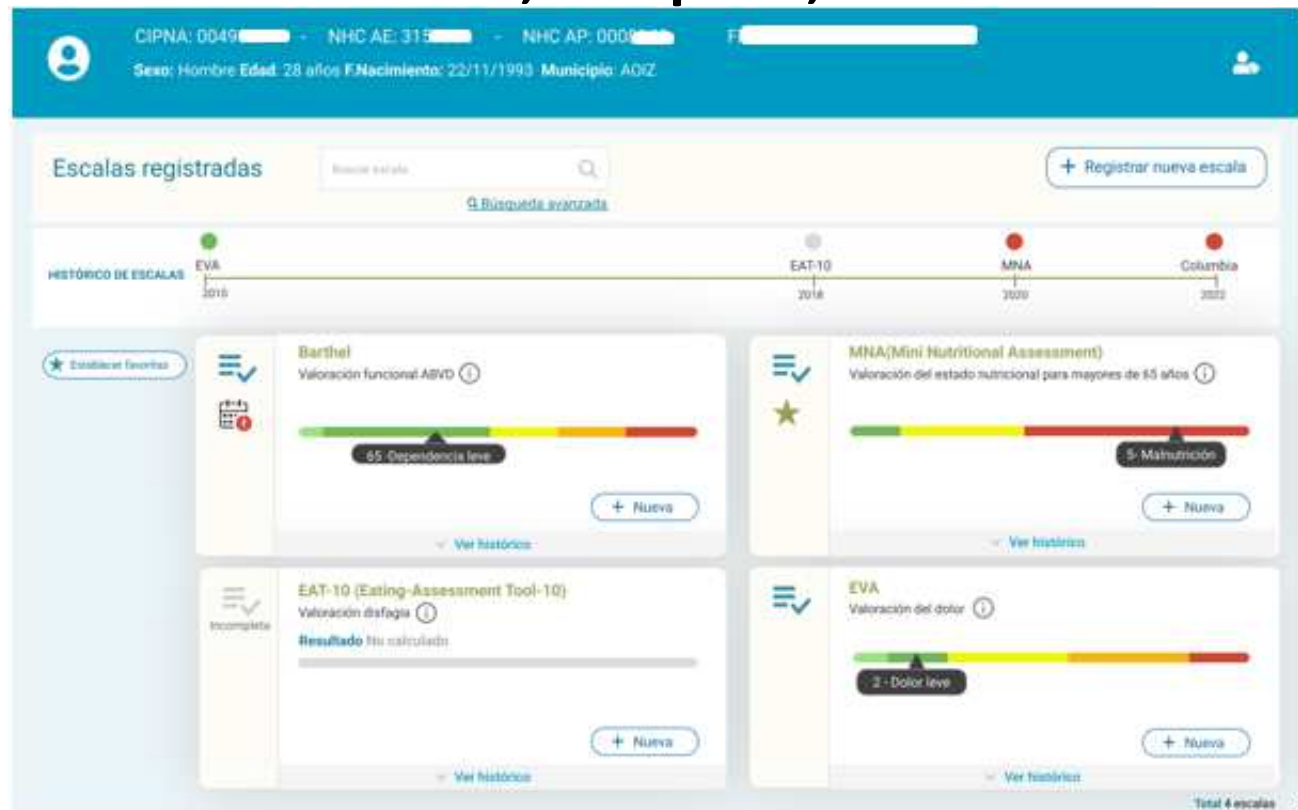 CIPNA: 0049 - NHC AE: 315 - NHC AP: 000 F
Sexo: Hombre Edad: 28 años F.Nacimiento: 22/11/1993 Municipio: AOIZ
Escalas registradas
Buscar escala
+ Registrar nueva escala
Búsqueda avanzada
HISTÓRICO DE ESCALAS
EVA
EAT-10
MNA
Columbia
2010
2018
2020
2022
Establecer favoritas
Barthel
Valoración funcional ABVD
65 -Dependencia leve
+ Nueva
Ver histórico
MNA(Mini Nutritional Assessment)
Valoración del estado nutricional para mayores de 65 años
5- Malnutrición
+ Nueva
Ver histórico
Incompleta
EAT-10 (Eating-Assessment Tool-10)
Valoración disfagia
Resultado No calculado
+ Nueva
Ver histórico
EVA
Valoración del dolor
2 - Dolor leve
+ Nueva
Ver histórico
Total 4 escalas